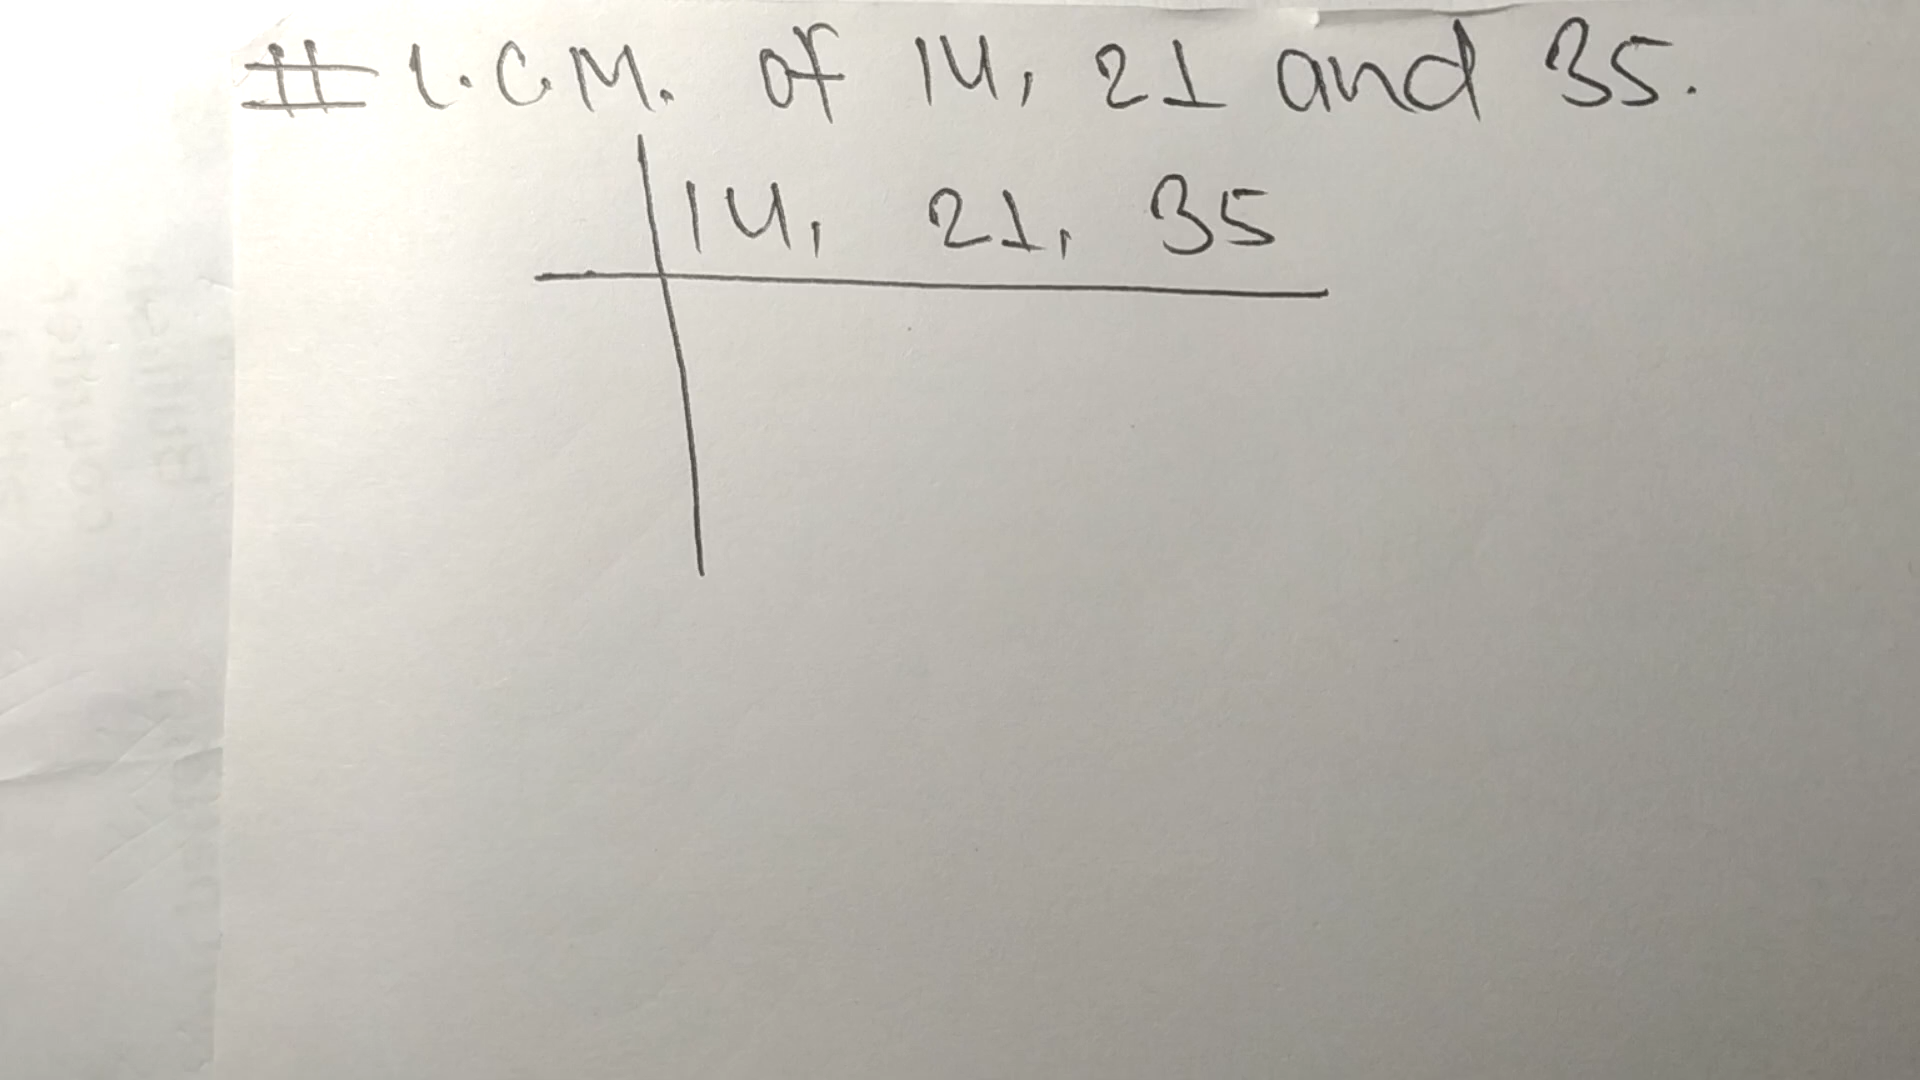 # L.C.M. of 14, 21 and 35.
14, 21, 35